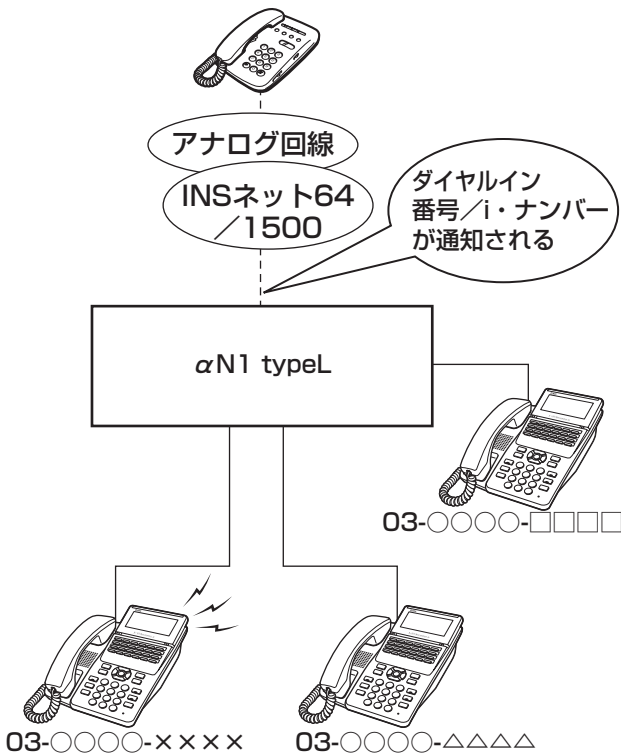 アナログ回線
INSネット64
／1500
ダイヤルイン
番号／i・ナンバー
が通知される
αN1 typeL
03-○○○○-□□□□
03-○○○○-××××
03-○○○○-△△△△